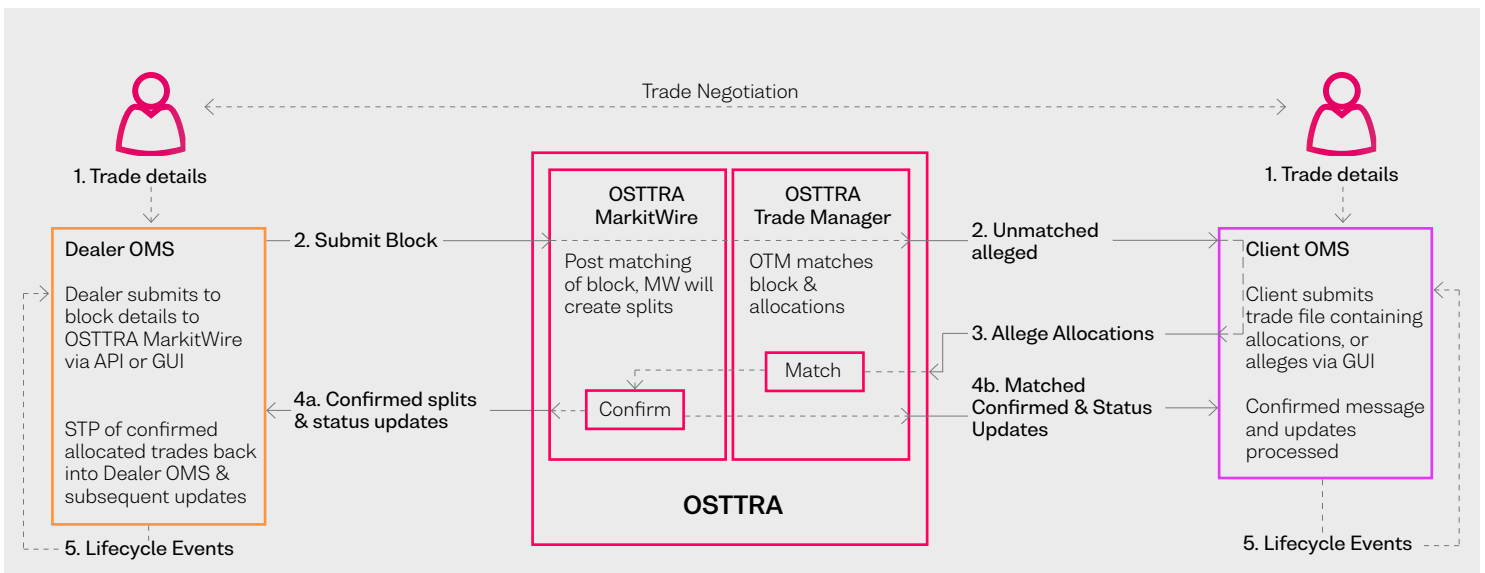 Trade Negotiation
1. Trade details
1. Trade details
Dealer OMS
Dealer submits to
block details to
OSTTRA MarkitWire
via API or GUI
STP of confirmed
allocated trades back
into Dealer OMS &
subsequent updates
5. Lifecycle Events
2. Submit Block
4a. Confirmed splits
& status updates
OSTTRA
MarkitWire
Post matching
of block, MW will
create splits
Confirm
OSTTRA
Trade Manager
OTM matches
block &
allocations
Match
OSTTRA
2. Unmatched
alleged
3. Allege Allocations
4b. Matched
Confirmed & Status
Updates
Client OMS
Client submits
trade file containing
allocations, or
alleges via GUI
Confirmed message
and updates
processed
5. Lifecycle Events